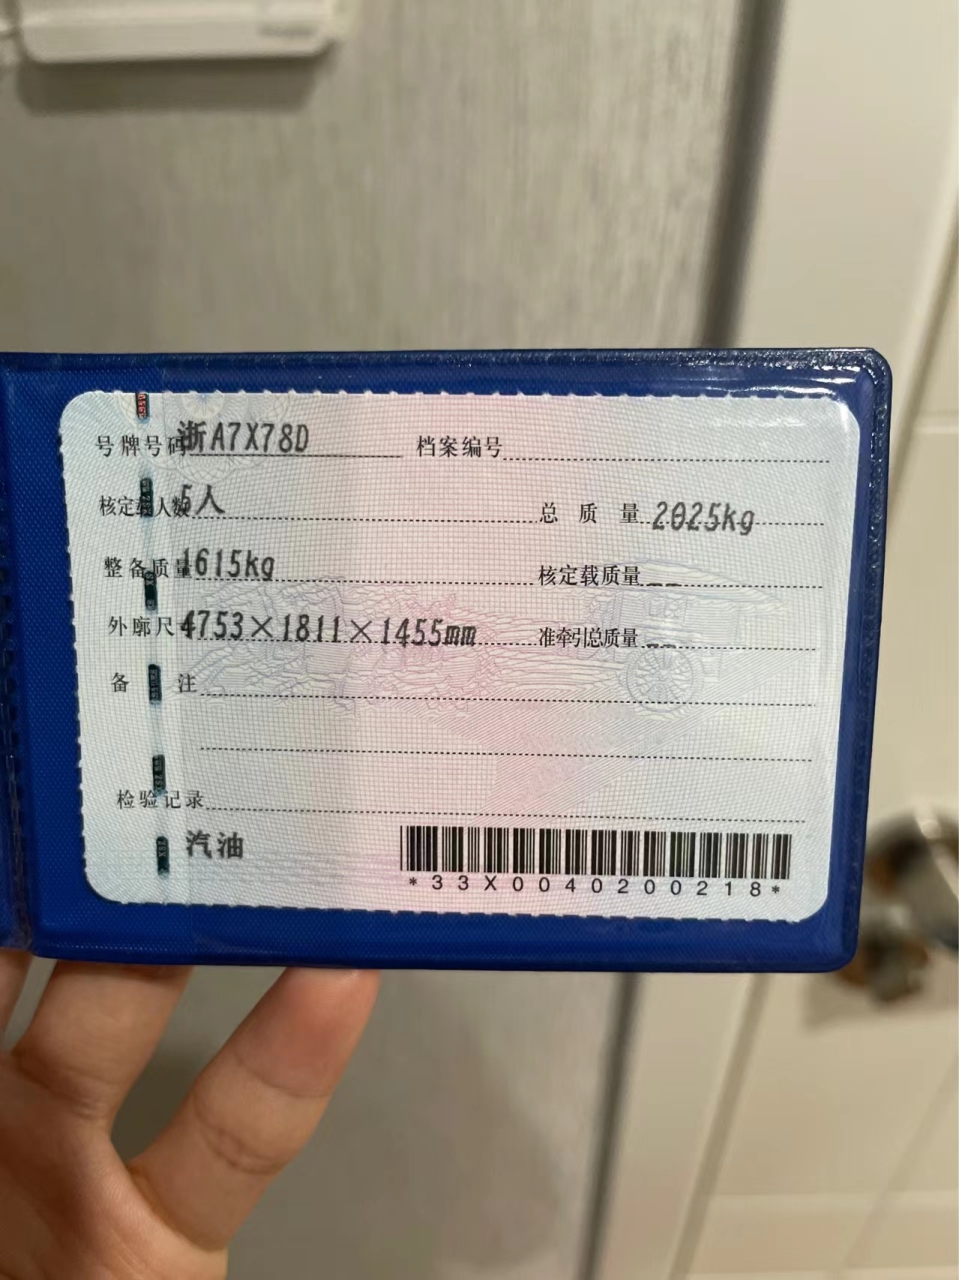 号牌号码 浙A7X78D 档案编号
核定载人数 5人 总质量 2025kg
整备质量 1615kg 核定载质量 --
外廓尺 4753×1811×1455mm 准牵引总质量 --
备注
检验记录
汽油
*33X0040200218*